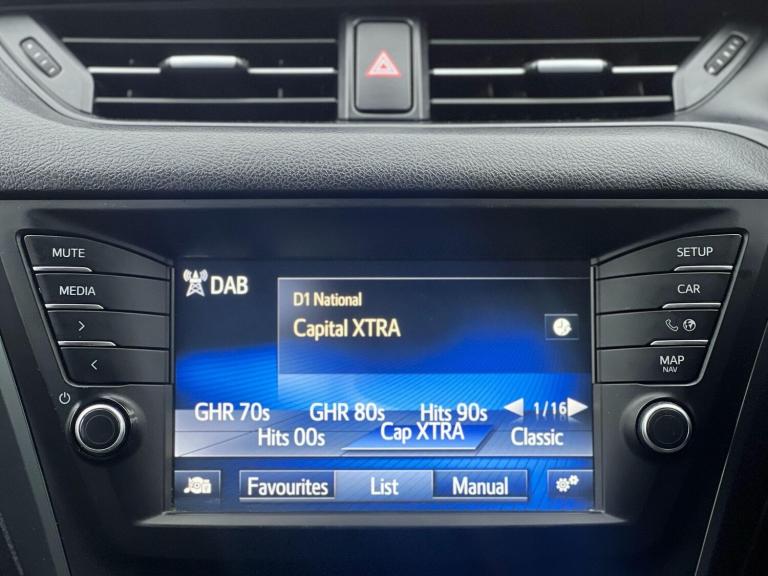 MUTE
MEDIA
>
<
SETUP
CAR
MAP
NAV
DAB
D1 National
Capital XTRA
GHR 70s GHR 80s Hits 90s 1/16
Hits 00s Cap XTRA Classic
Favourites List Manual